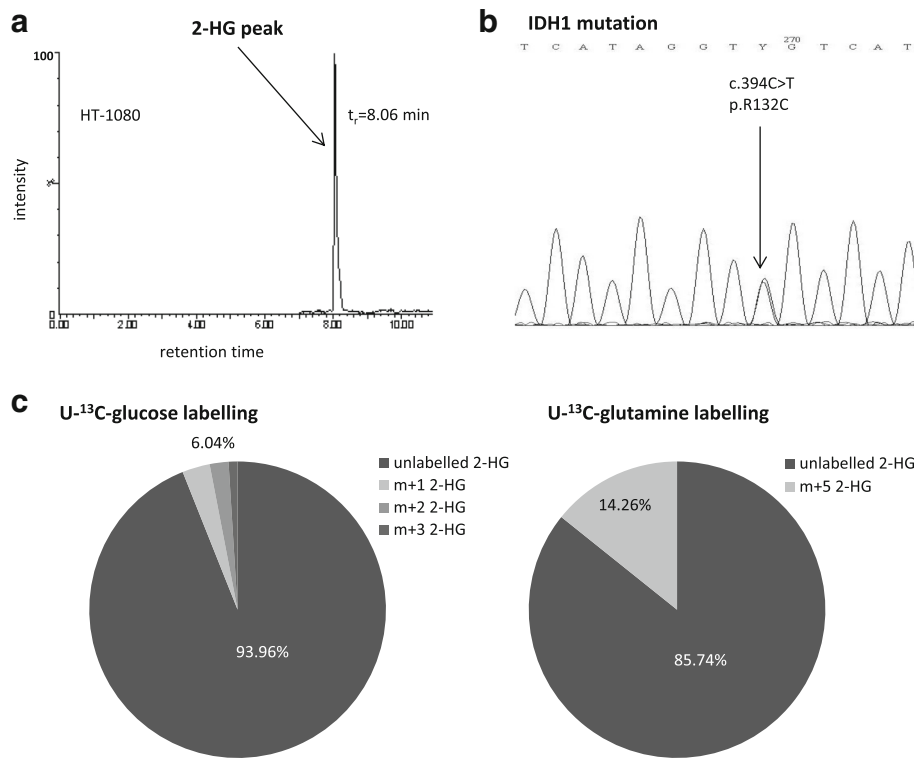 a
2-HG peak
100
HT-1080
tᵣ=8.06 min
intensity
%
0
0.00 2.00 4.00 6.00 8.00 10.00
retention time
b
IDH1 mutation
270
T C A T A G G T Y G T C A T
c.394C>T
p.R132C
c
U-¹³C-glucose labelling
6.04%
unlabelled 2-HG
m+1 2-HG
m+2 2-HG
m+3 2-HG
93.96%
U-¹³C-glutamine labelling
unlabelled 2-HG
m+5 2-HG
14.26%
85.74%